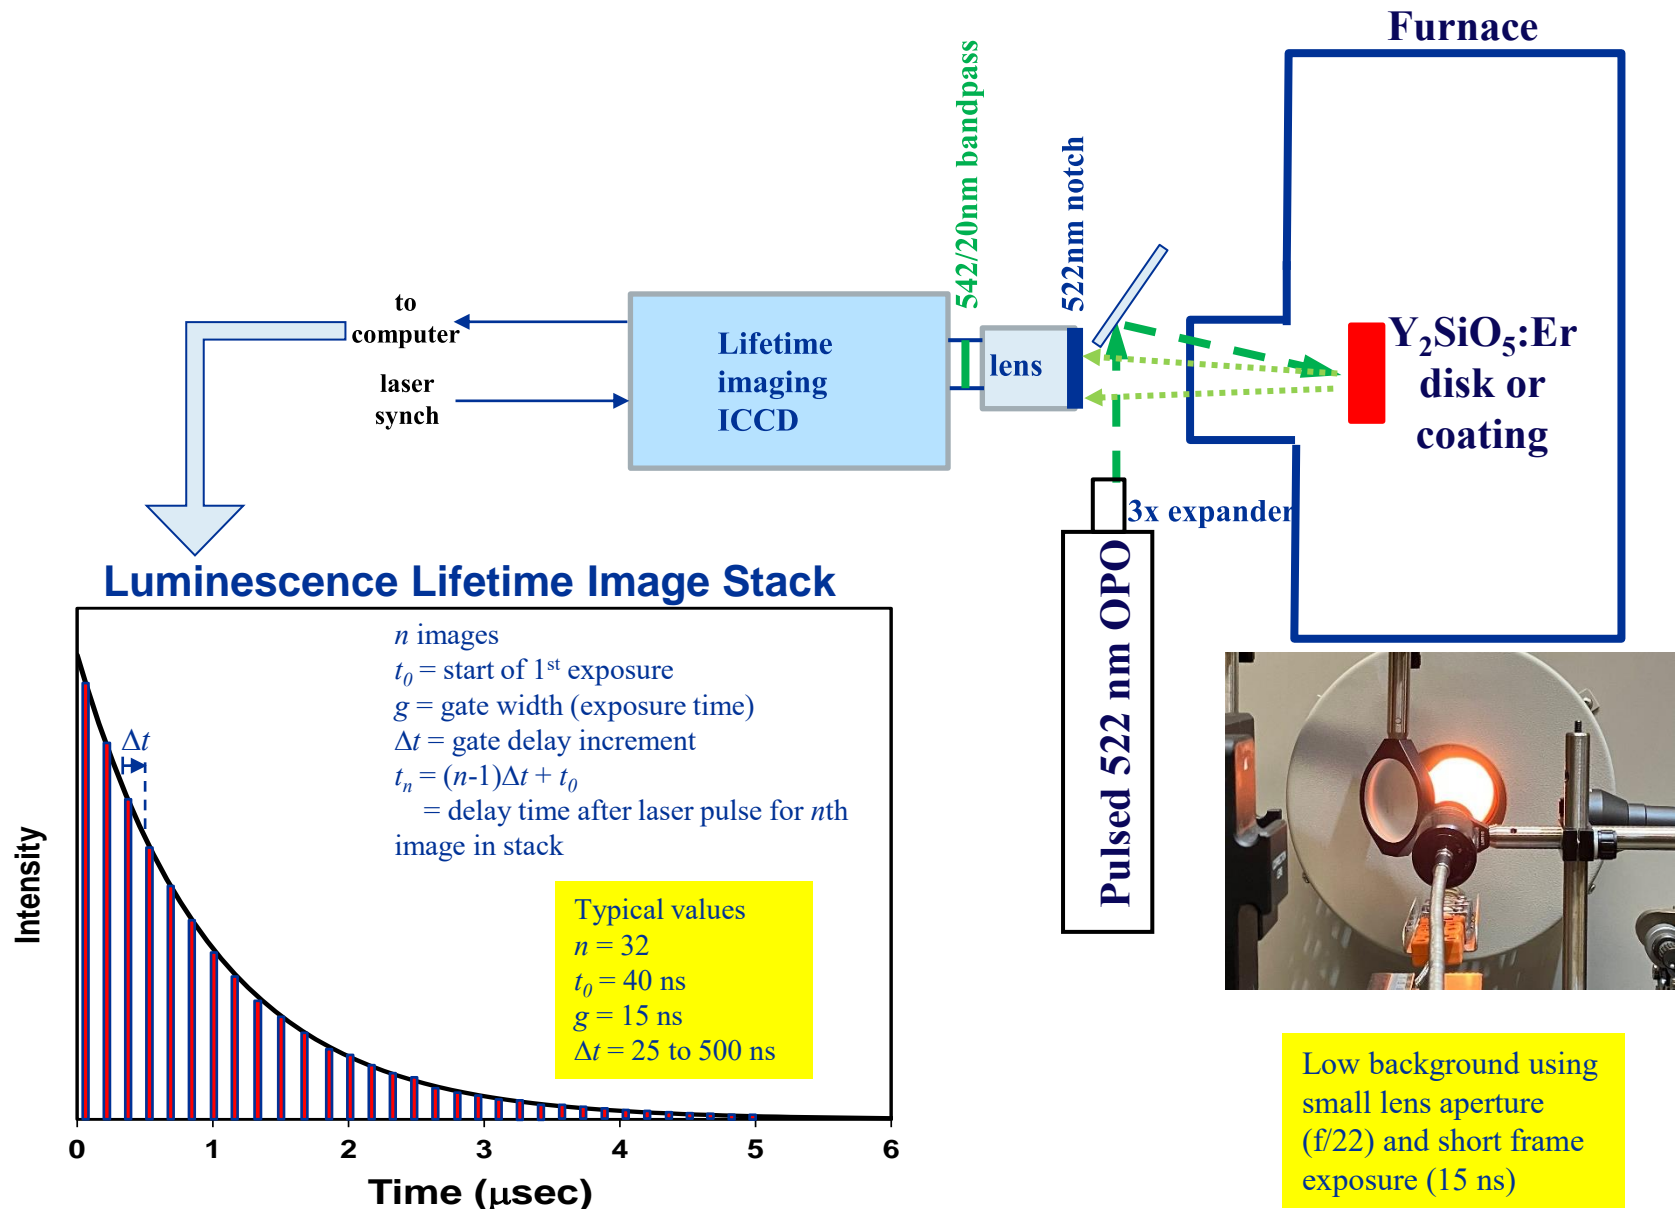 Furnace
542/20nm bandpass
522nm notch
to
computer
laser
synch
Lifetime
imaging
ICCD
lens
Y₂SiO₅:Er
disk or
coating
3x expander
Pulsed 522 nm OPO
Luminescence Lifetime Image Stack
n images
t₀ = start of 1ˢᵗ exposure
g = gate width (exposure time)
Δt = gate delay increment
tₙ = (n-1)Δt + t₀
= delay time after laser pulse for nth
image in stack
Δt
Typical values
n = 32
t₀ = 40 ns
g = 15 ns
Δt = 25 to 500 ns
Intensity
0 1 2 3 4 5 6
Time (μsec)
Low background using
small lens aperture
(f/22) and short frame
exposure (15 ns)